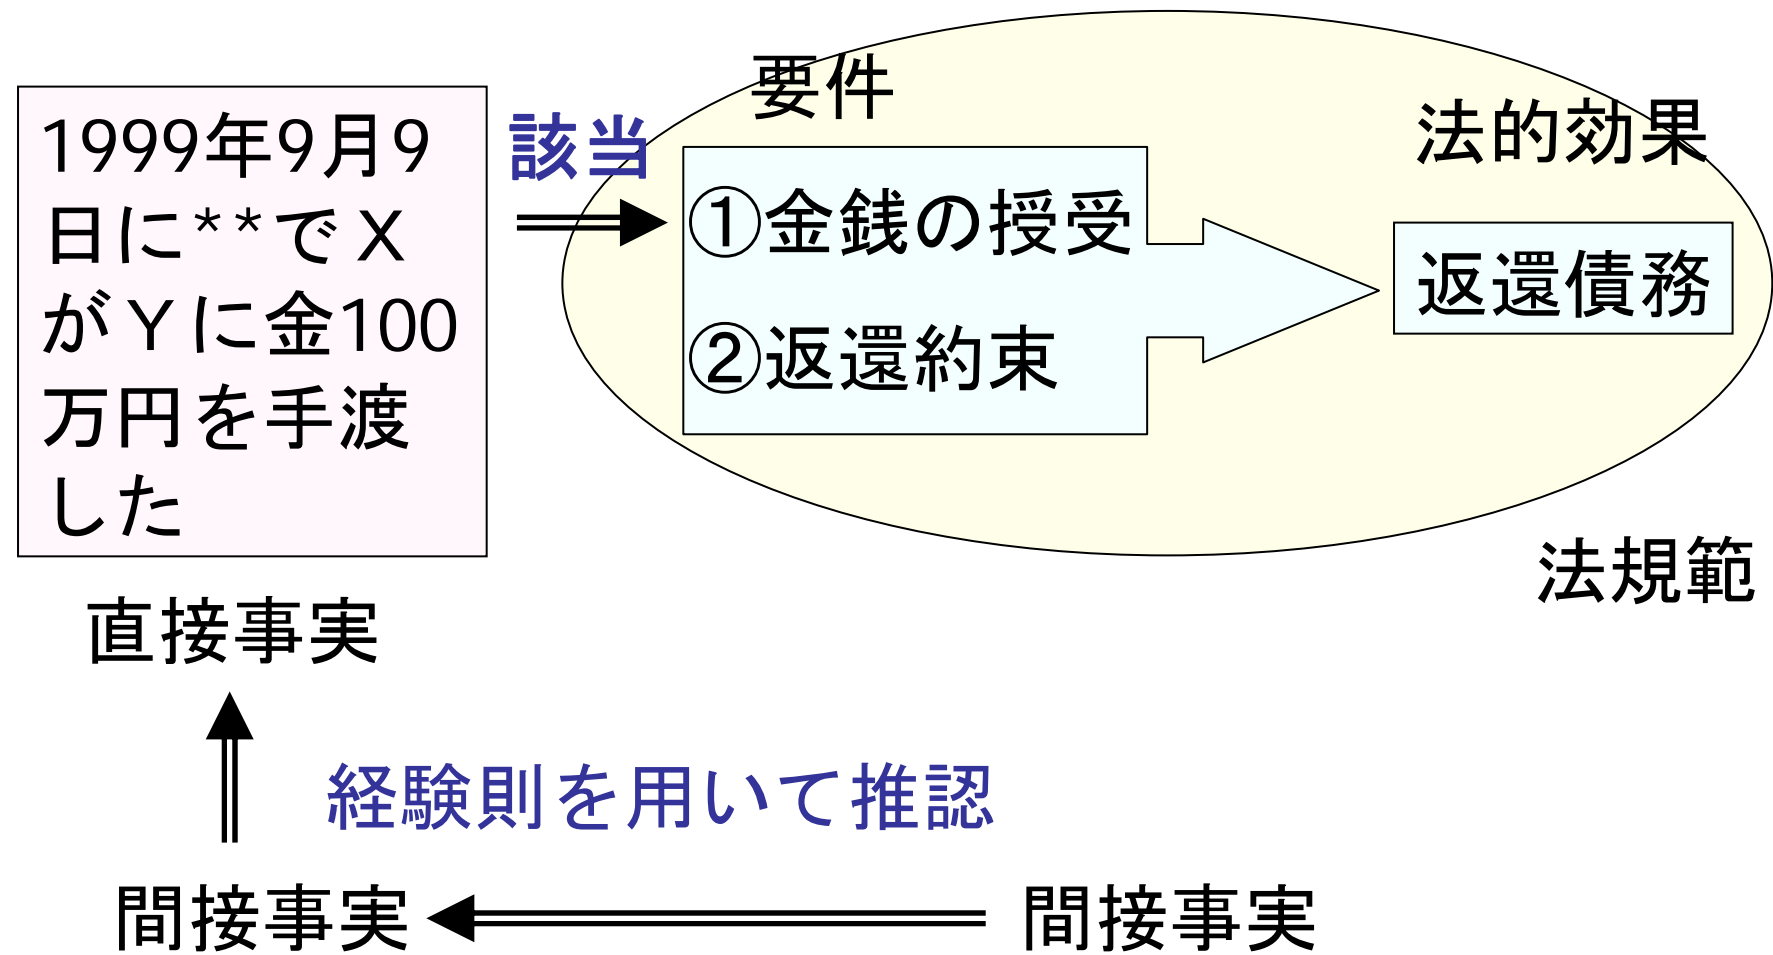 要件
法的効果
1999年9月9
日に**でX
がYに金100
万円を手渡
した
該当
①金銭の授受
②返還約束
返還債務
法規範
直接事実
経験則を用いて推認
間接事実
間接事実